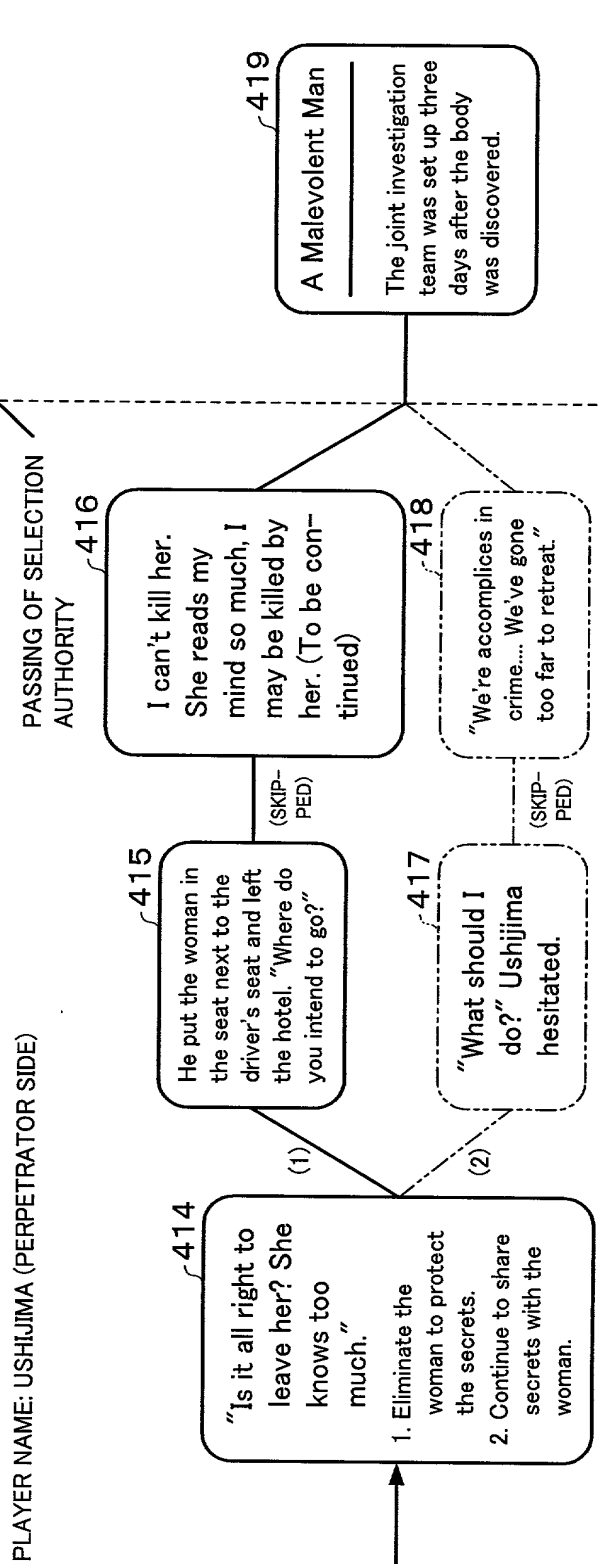 PLAYER NAME: USHIJIMA (PERPETRATOR SIDE)
PASSING OF SELECTION
AUTHORITY
414
"Is it all right to
leave her? She
knows too
much."
1. Eliminate the
woman to protect
the secrets.
2. Continue to share
secrets with the
woman.
(1)
(2)
415
He put the woman in
the seat next to the
driver's seat and left
the hotel. "Where do
you intend to go?"
(SKIP-
PED)
416
I can't kill her.
She reads my
mind so much, I
may be killed by
her. (To be con-
tinued)
417
"What should I
do?" Ushijima
hesitated.
(SKIP-
PED)
418
"We're accomplices in
crime.... We've gone
too far to retreat."
419
A Malevolent Man
The joint investigation
team was set up three
days after the body
was discovered.